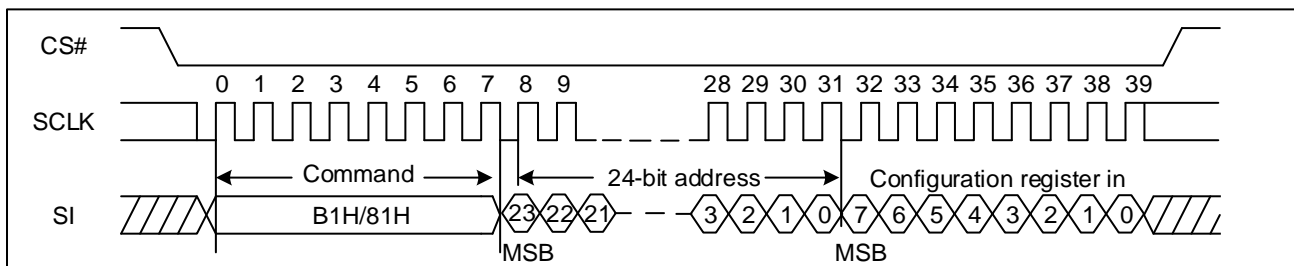 CS#
0 1 2 3 4 5 6 7 8 9 28 29 30 31 32 33 34 35 36 37 38 39
SCLK
Command 24-bit address Configuration register in
SI B1H/81H 23 22 21 3 2 1 0 7 6 5 4 3 2 1 0
MSB MSB